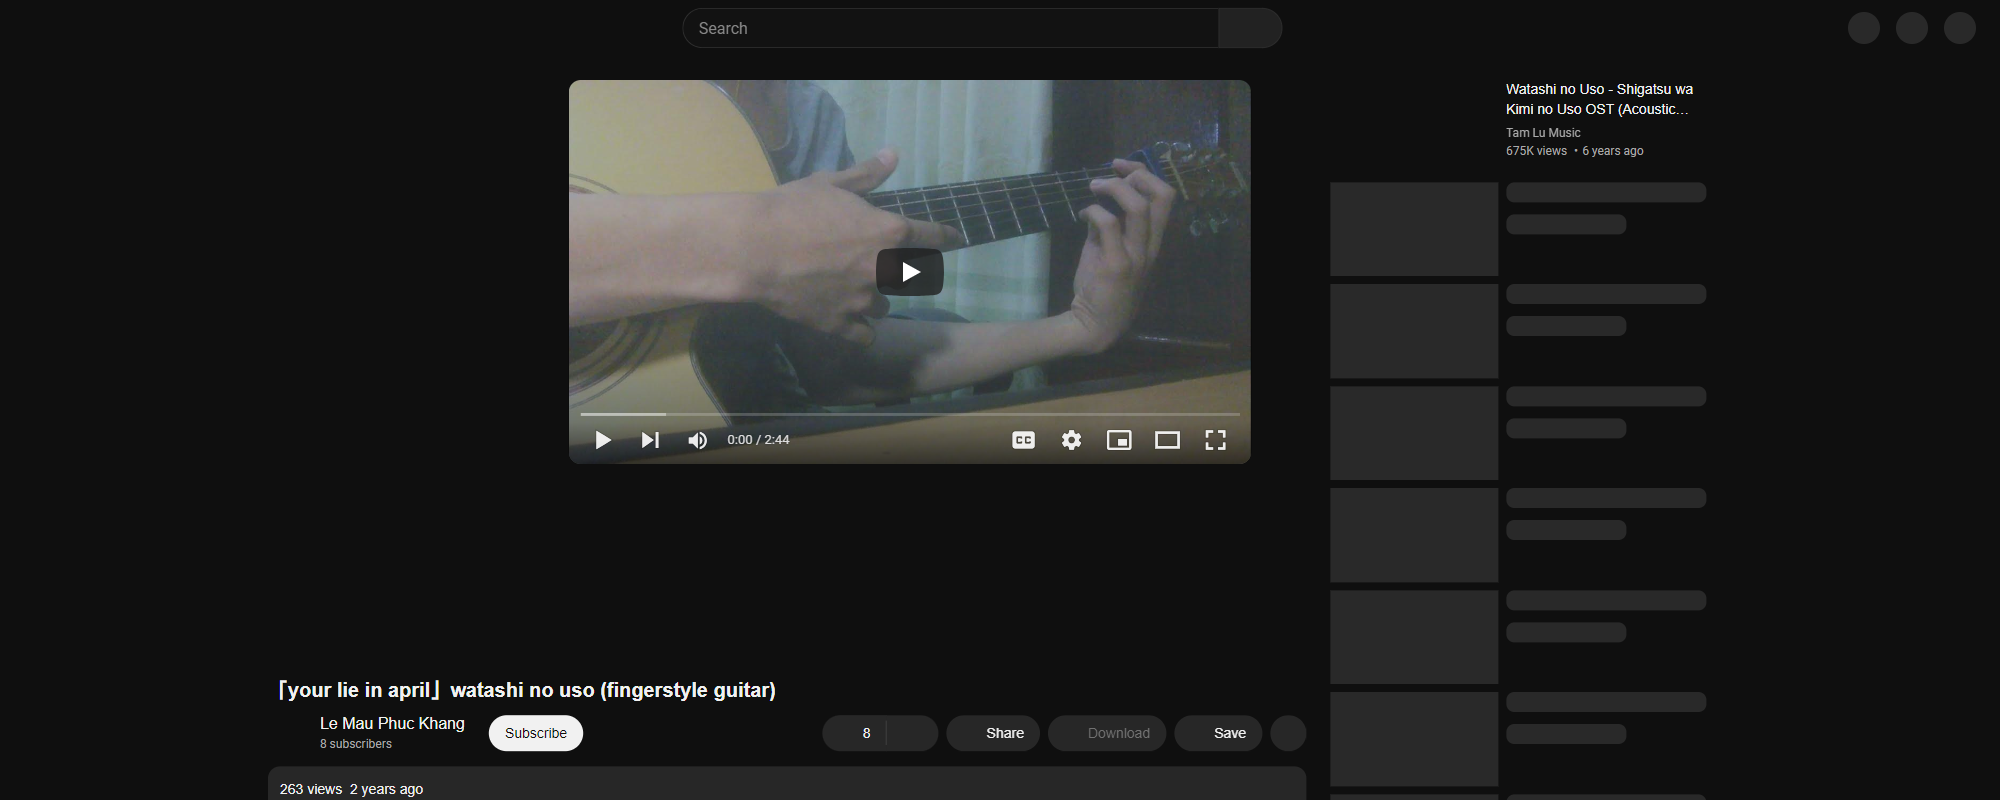 Search
0:00 / 2:44
「your lie in april」watashi no uso (fingerstyle guitar)
Le Mau Phuc Khang
8 subscribers
Subscribe
8
Share
Download
Save
263 views 2 years ago
Watashi no Uso - Shigatsu wa
Kimi no Uso OST (Acoustic...
Tam Lu Music
675K views • 6 years ago